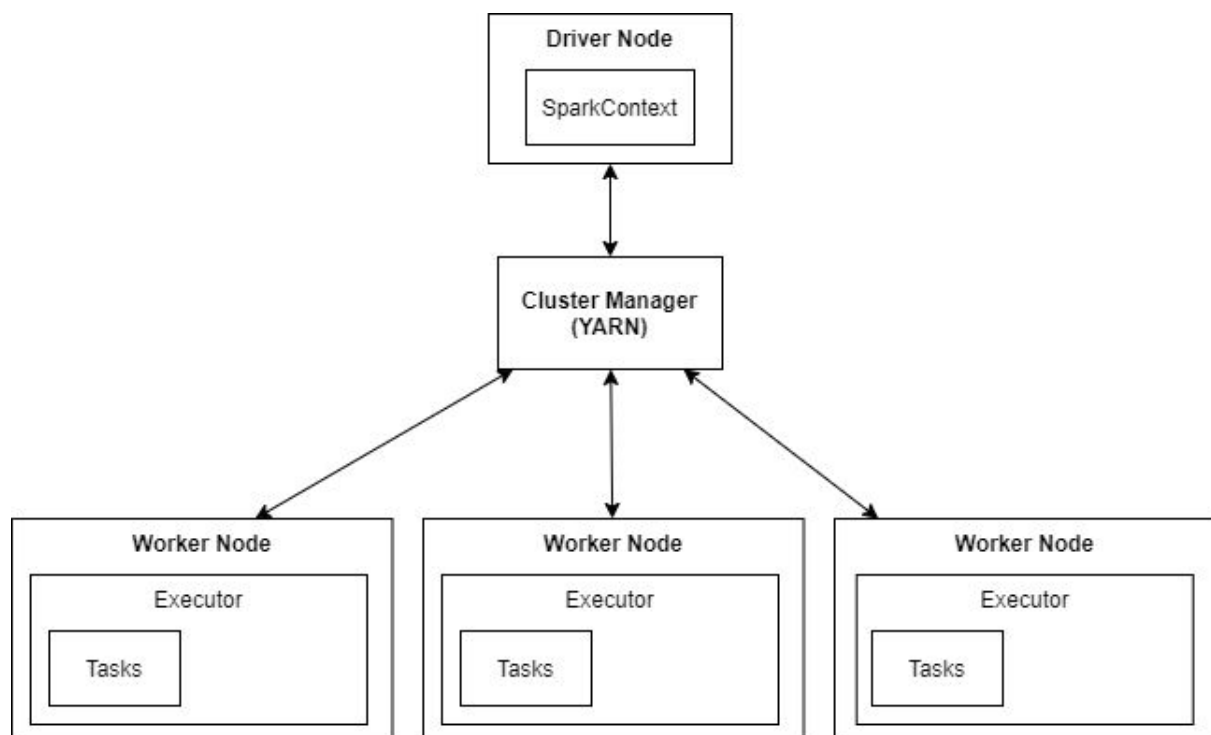 Driver Node
SparkContext
Cluster Manager
(YARN)
Worker Node
Executor
Tasks
Worker Node
Executor
Tasks
Worker Node
Executor
Tasks